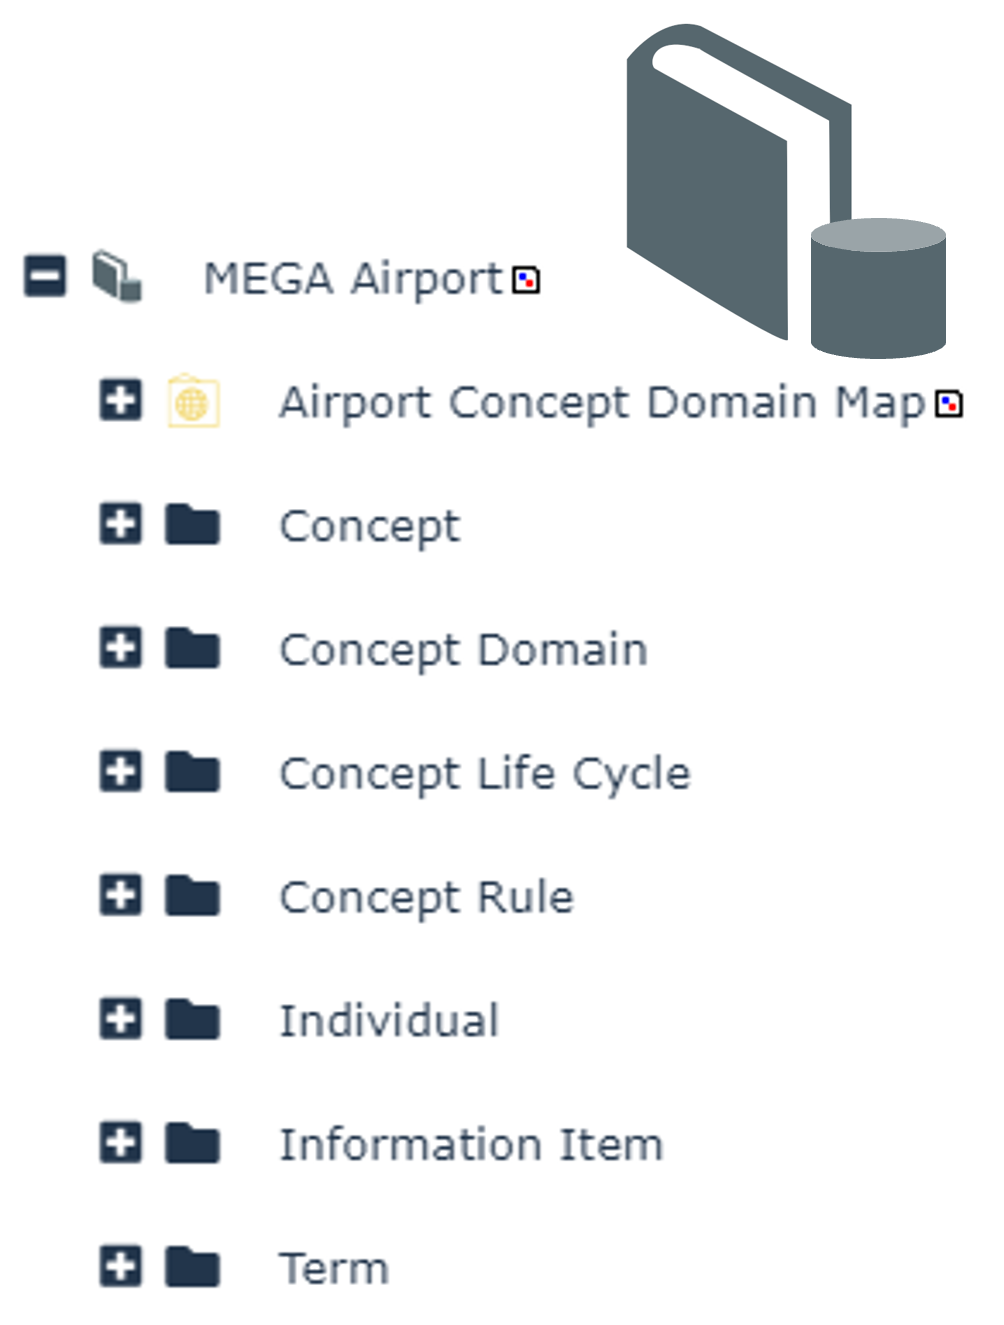 MEGA Airport
Airport Concept Domain Map
Concept
Concept Domain
Concept Life Cycle
Concept Rule
Individual
Information Item
Term